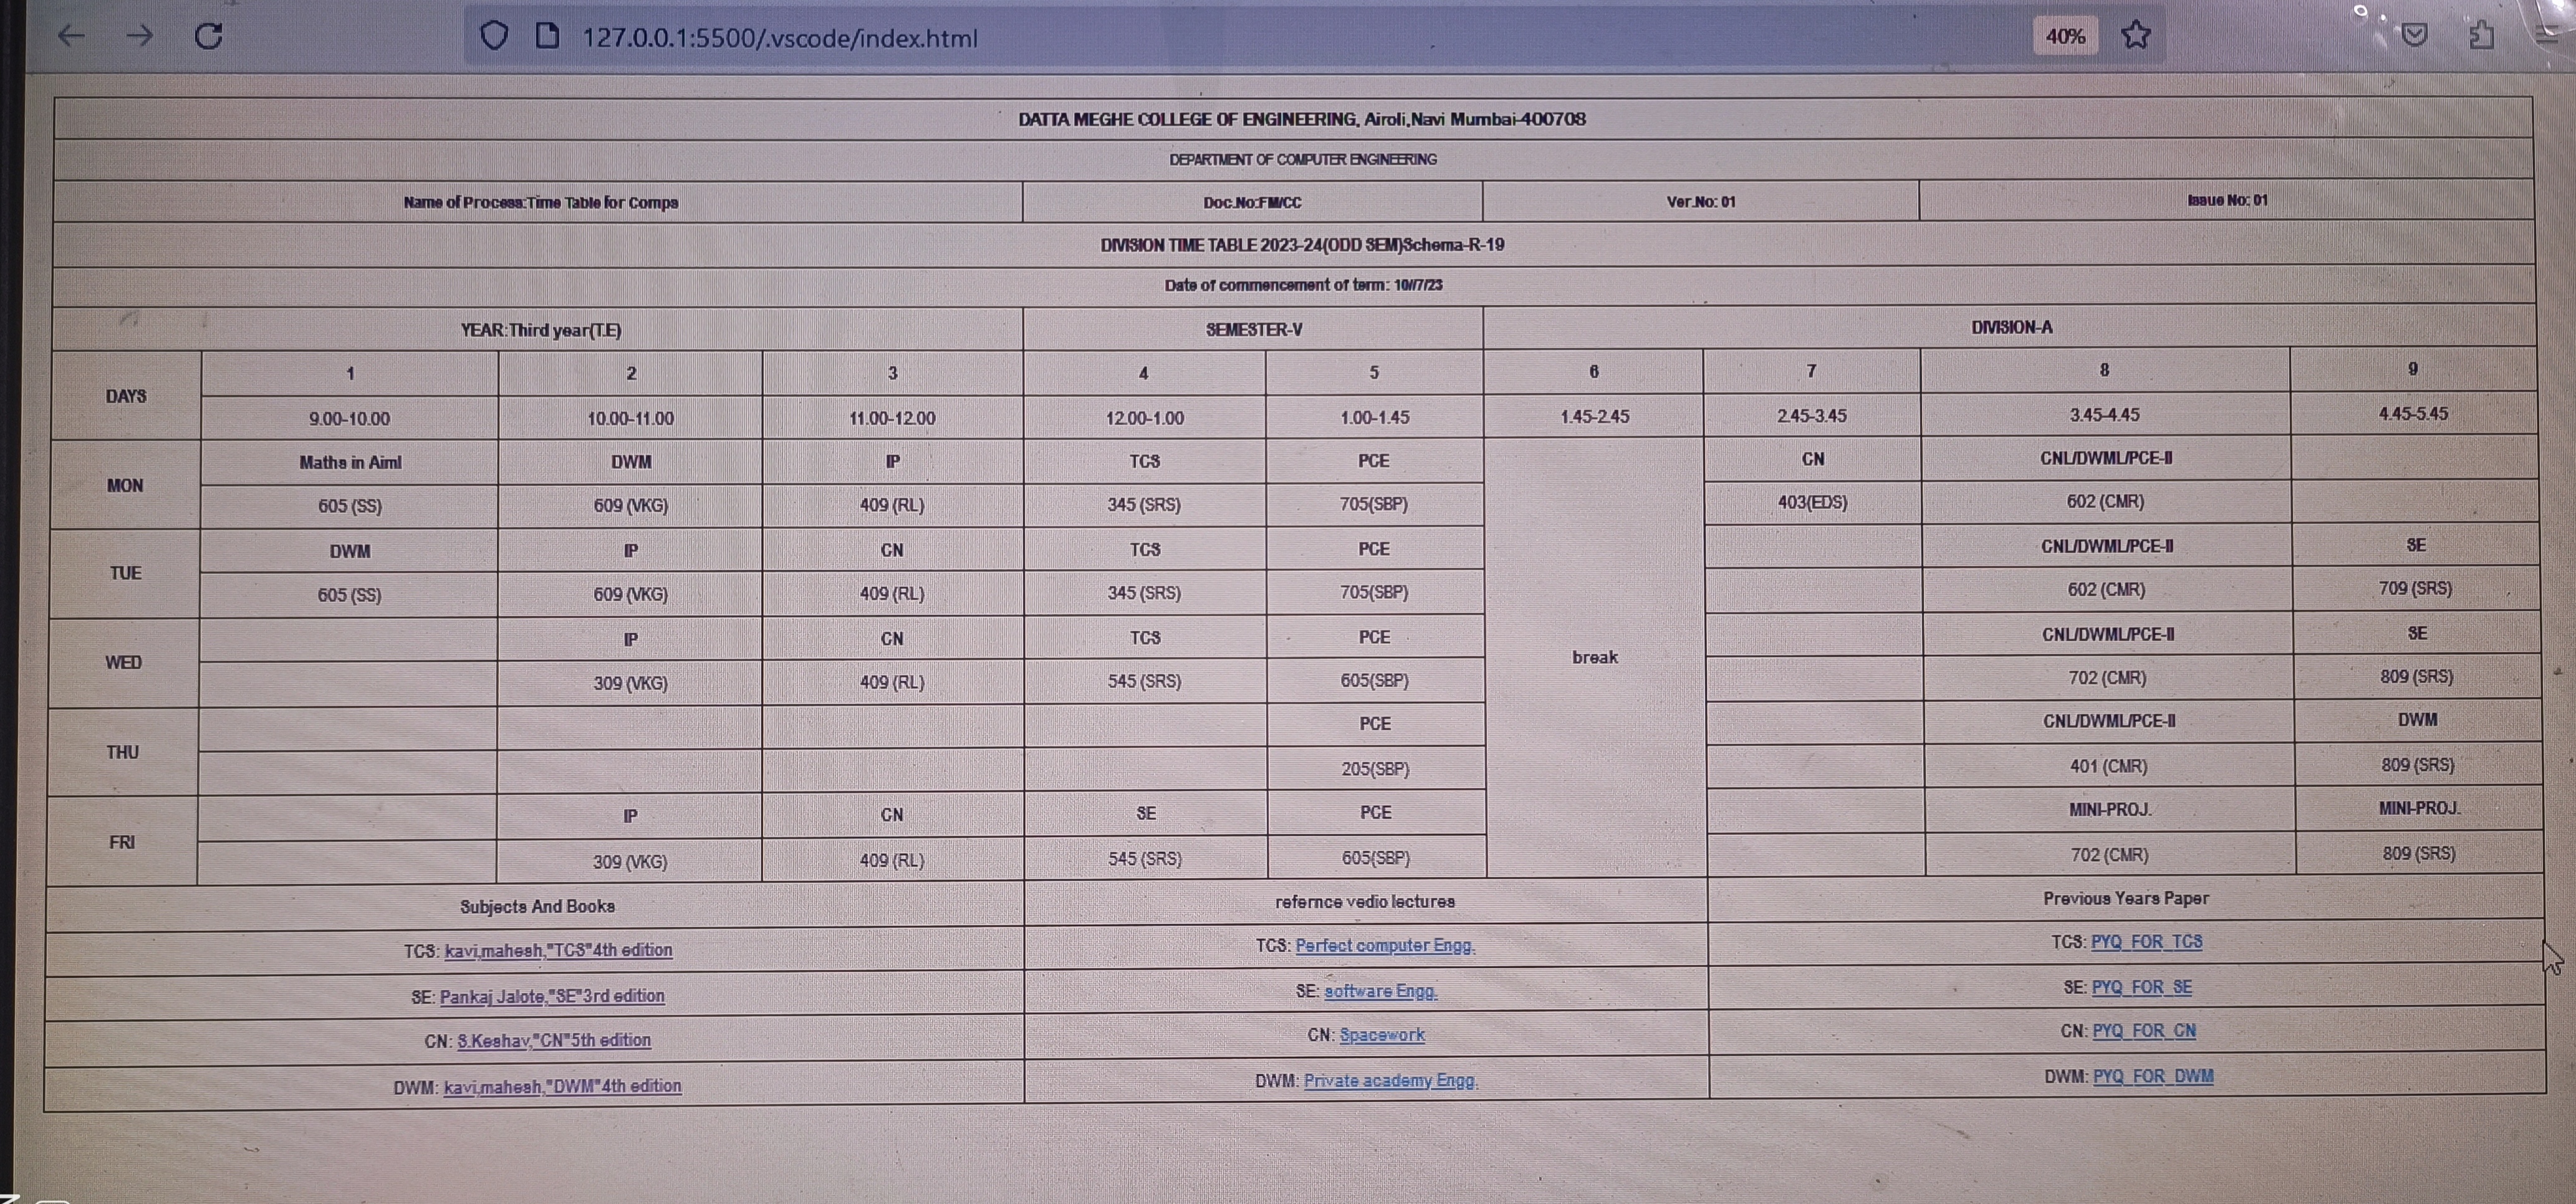 127.0.0.1:5500/.vscode/index.html 40%
DATTA MEGHE COLLEGE OF ENGINEERING, Airoli,Navi Mumbai-400708
DEPARTMENT OF COMPUTER ENGINEERING
Name of Process:Time Table for Comps Doc.No:FM/CC Ver.No: 01 Issue No: 01
DIVISION TIME TABLE 2023-24(ODD SEM)Schema-R-19
Date of commencement of term: 10/7/23
YEAR:Third year(T.E) SEMESTER-V DIVISION-A
DAYS 1 2 3 4 5 6 7 8 9
9.00-10.00 10.00-11.00 11.00-12.00 12.00-1.00 1.00-1.45 1.45-2.45 2.45-3.45 3.45-4.45 4.45-5.45
MON Maths in Aiml DWM IP TCS PCE break CN CNL/DWML/PCE-II
605 (SS) 609 (VKG) 409 (RL) 345 (SRS) 705(SBP) 403(EDS) 602 (CMR)
TUE DWM IP CN TCS PCE CNL/DWML/PCE-II SE
605 (SS) 609 (VKG) 409 (RL) 345 (SRS) 705(SBP) 602 (CMR) 709 (SRS)
WED IP CN TCS PCE CNL/DWML/PCE-II SE
309 (VKG) 409 (RL) 545 (SRS) 605(SBP) 702 (CMR) 809 (SRS)
THU PCE CNL/DWML/PCE-II DWM
205(SBP) 401 (CMR) 809 (SRS)
FRI IP CN SE PCE MINI-PROJ. MINI-PROJ.
309 (VKG) 409 (RL) 545 (SRS) 605(SBP) 702 (CMR) 809 (SRS)
Subjects And Books refernce vedio lectures Previous Years Paper
TCS: kavi,mahesh,"TCS"4th edition TCS: Perfect computer Engg. TCS: PYQ_FOR_TCS
SE: Pankaj Jalote,"SE"3rd edition SE: software Engg. SE: PYQ_FOR_SE
CN: S.Keshav,"CN"5th edition CN: Spacework CN: PYQ_FOR_CN
DWM: kavi,mahesh,"DWM"4th edition DWM: Private academy Engg. DWM: PYQ_FOR_DWM